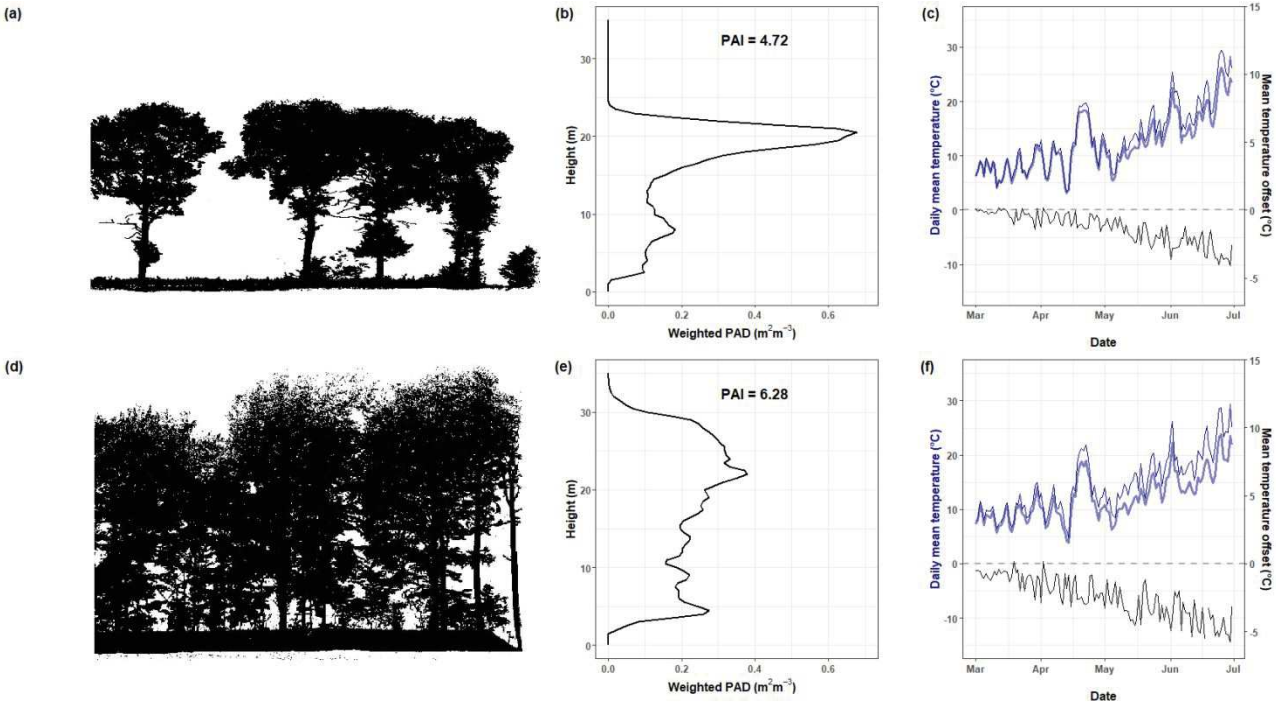 (a)
(b)
PAI = 4.72
Height (m)
30
20
10
0
0.0 0.2 0.4 0.6
Weighted PAD (m²m⁻³)
(c)
Daily mean temperature (°C)
30
20
10
0
-10
Mean temperature offset (°C)
15
10
5
0
-5
Mar Apr May Jun Jul
Date
(d)
(e)
PAI = 6.28
Height (m)
30
20
10
0
0.0 0.2 0.4 0.6
Weighted PAD (m²m⁻³)
(f)
Daily mean temperature (°C)
30
20
10
0
-10
Mean temperature offset (°C)
15
10
5
0
-5
Mar Apr May Jun Jul
Date